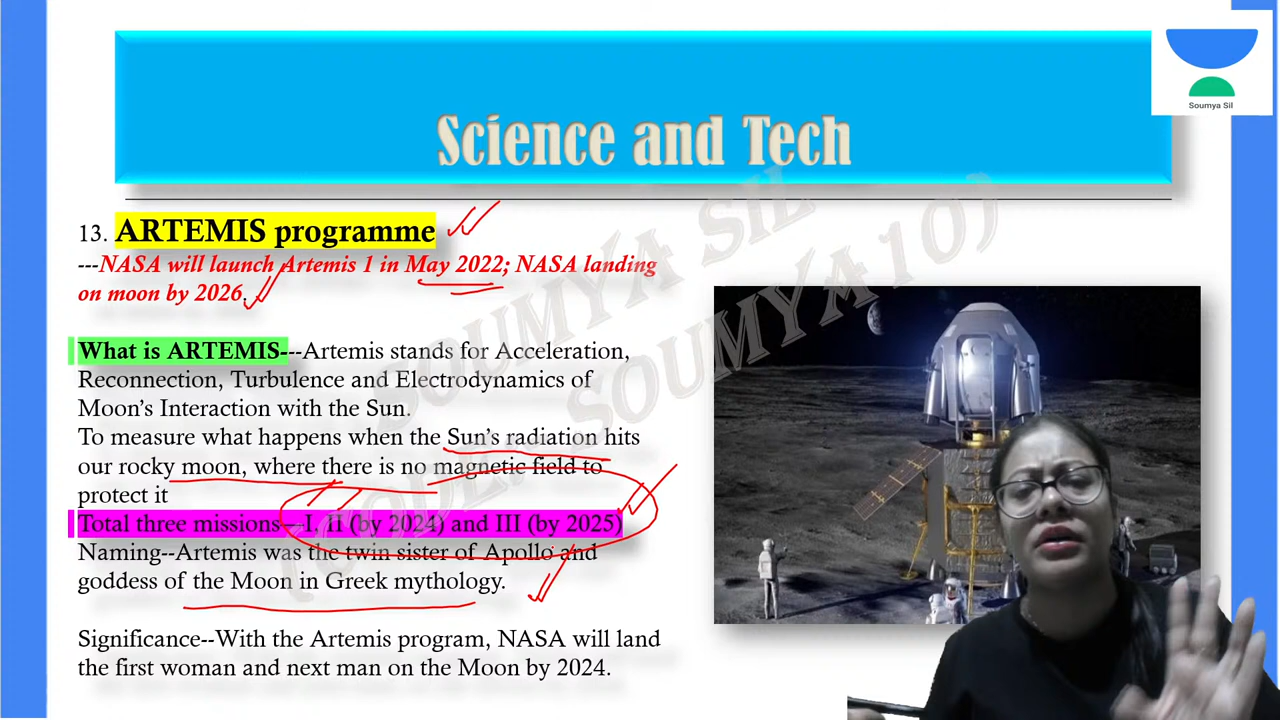 Soumya Sil
Science and Tech
13. ARTEMIS programme
---NASA will launch Artemis 1 in May 2022; NASA landing
on moon by 2026.
What is ARTEMIS---Artemis stands for Acceleration,
Reconnection, Turbulence and Electrodynamics of
Moon's Interaction with the Sun.
To measure what happens when the Sun's radiation hits
our rocky moon, where there is no magnetic field to
protect it
Total three missions—I, II (by 2024) and III (by 2025)
Naming--Artemis was the twin sister of Apollo and
goddess of the Moon in Greek mythology.
Significance--With the Artemis program, NASA will land
the first woman and next man on the Moon by 2024.
SOUMYA SIL
(CODE- SOUMYA10)